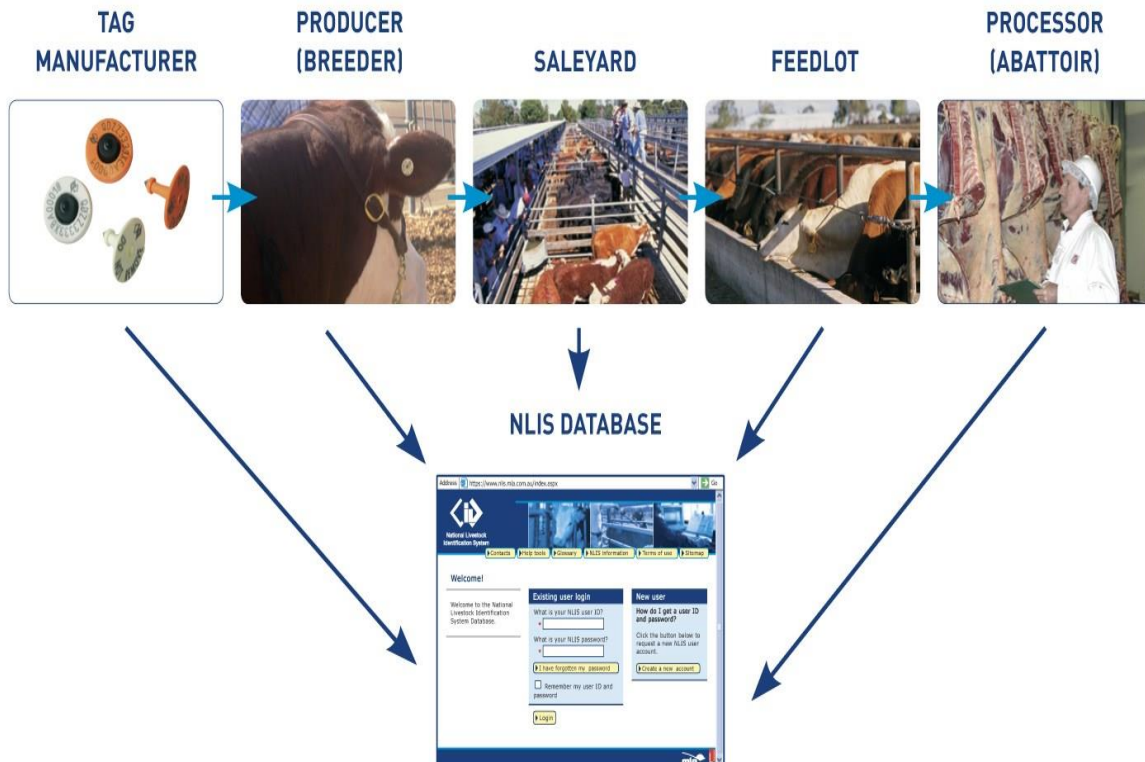 TAG
MANUFACTURER
PRODUCER
(BREEDER)
SALEYARD
FEEDLOT
PROCESSOR
(ABATTOIR)
NLIS DATABASE
Address https://www.nlis.mla.com.au/index.aspx Go
National Livestock
Identification System
Contacts Help tools Glossary NLIS Information Terms of use Sitemap
Welcome!
Welcome to the National
Livestock Identification
System Database.
Existing user login
What is your NLIS user ID?
*
What is your NLIS password?
*
I have forgotten my password
Remember my user ID and
password
Login
New user
How do I get a user ID
and password?
Click the button below to
request a new NLIS user
account.
Create a new account